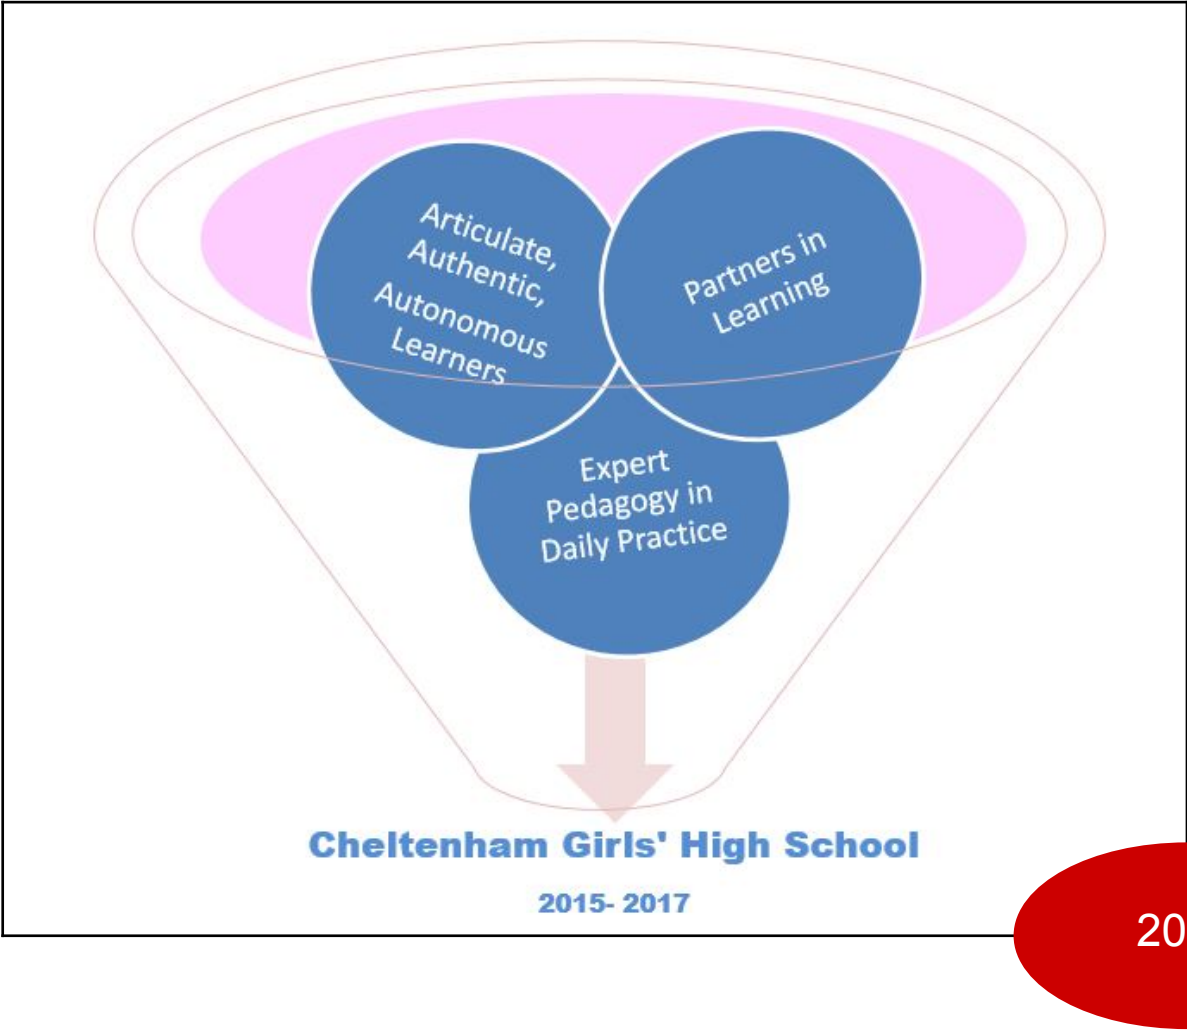 Articulate,
Authentic,
Autonomous
Learners
Partners in
Learning
Expert
Pedagogy in
Daily Practice
Cheltenham Girls' High School
2015- 2017
20